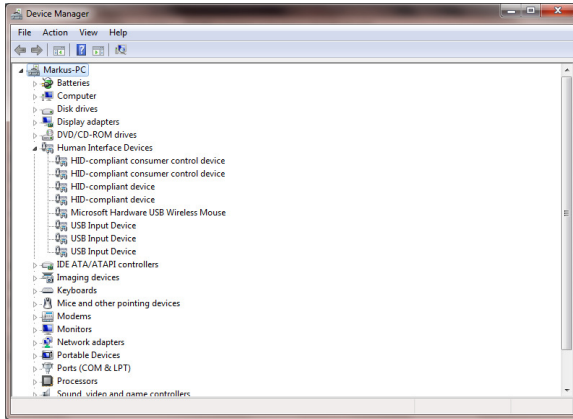 Device Manager
File Action View Help
Markus-PC
Batteries
Computer
Disk drives
Display adapters
DVD/CD-ROM drives
Human Interface Devices
HID-compliant consumer control device
HID-compliant consumer control device
HID-compliant device
HID-compliant device
Microsoft Hardware USB Wireless Mouse
USB Input Device
USB Input Device
USB Input Device
IDE ATA/ATAPI controllers
Imaging devices
Keyboards
Mice and other pointing devices
Modems
Monitors
Network adapters
Portable Devices
Ports (COM & LPT)
Processors
Sound, video and game controllers